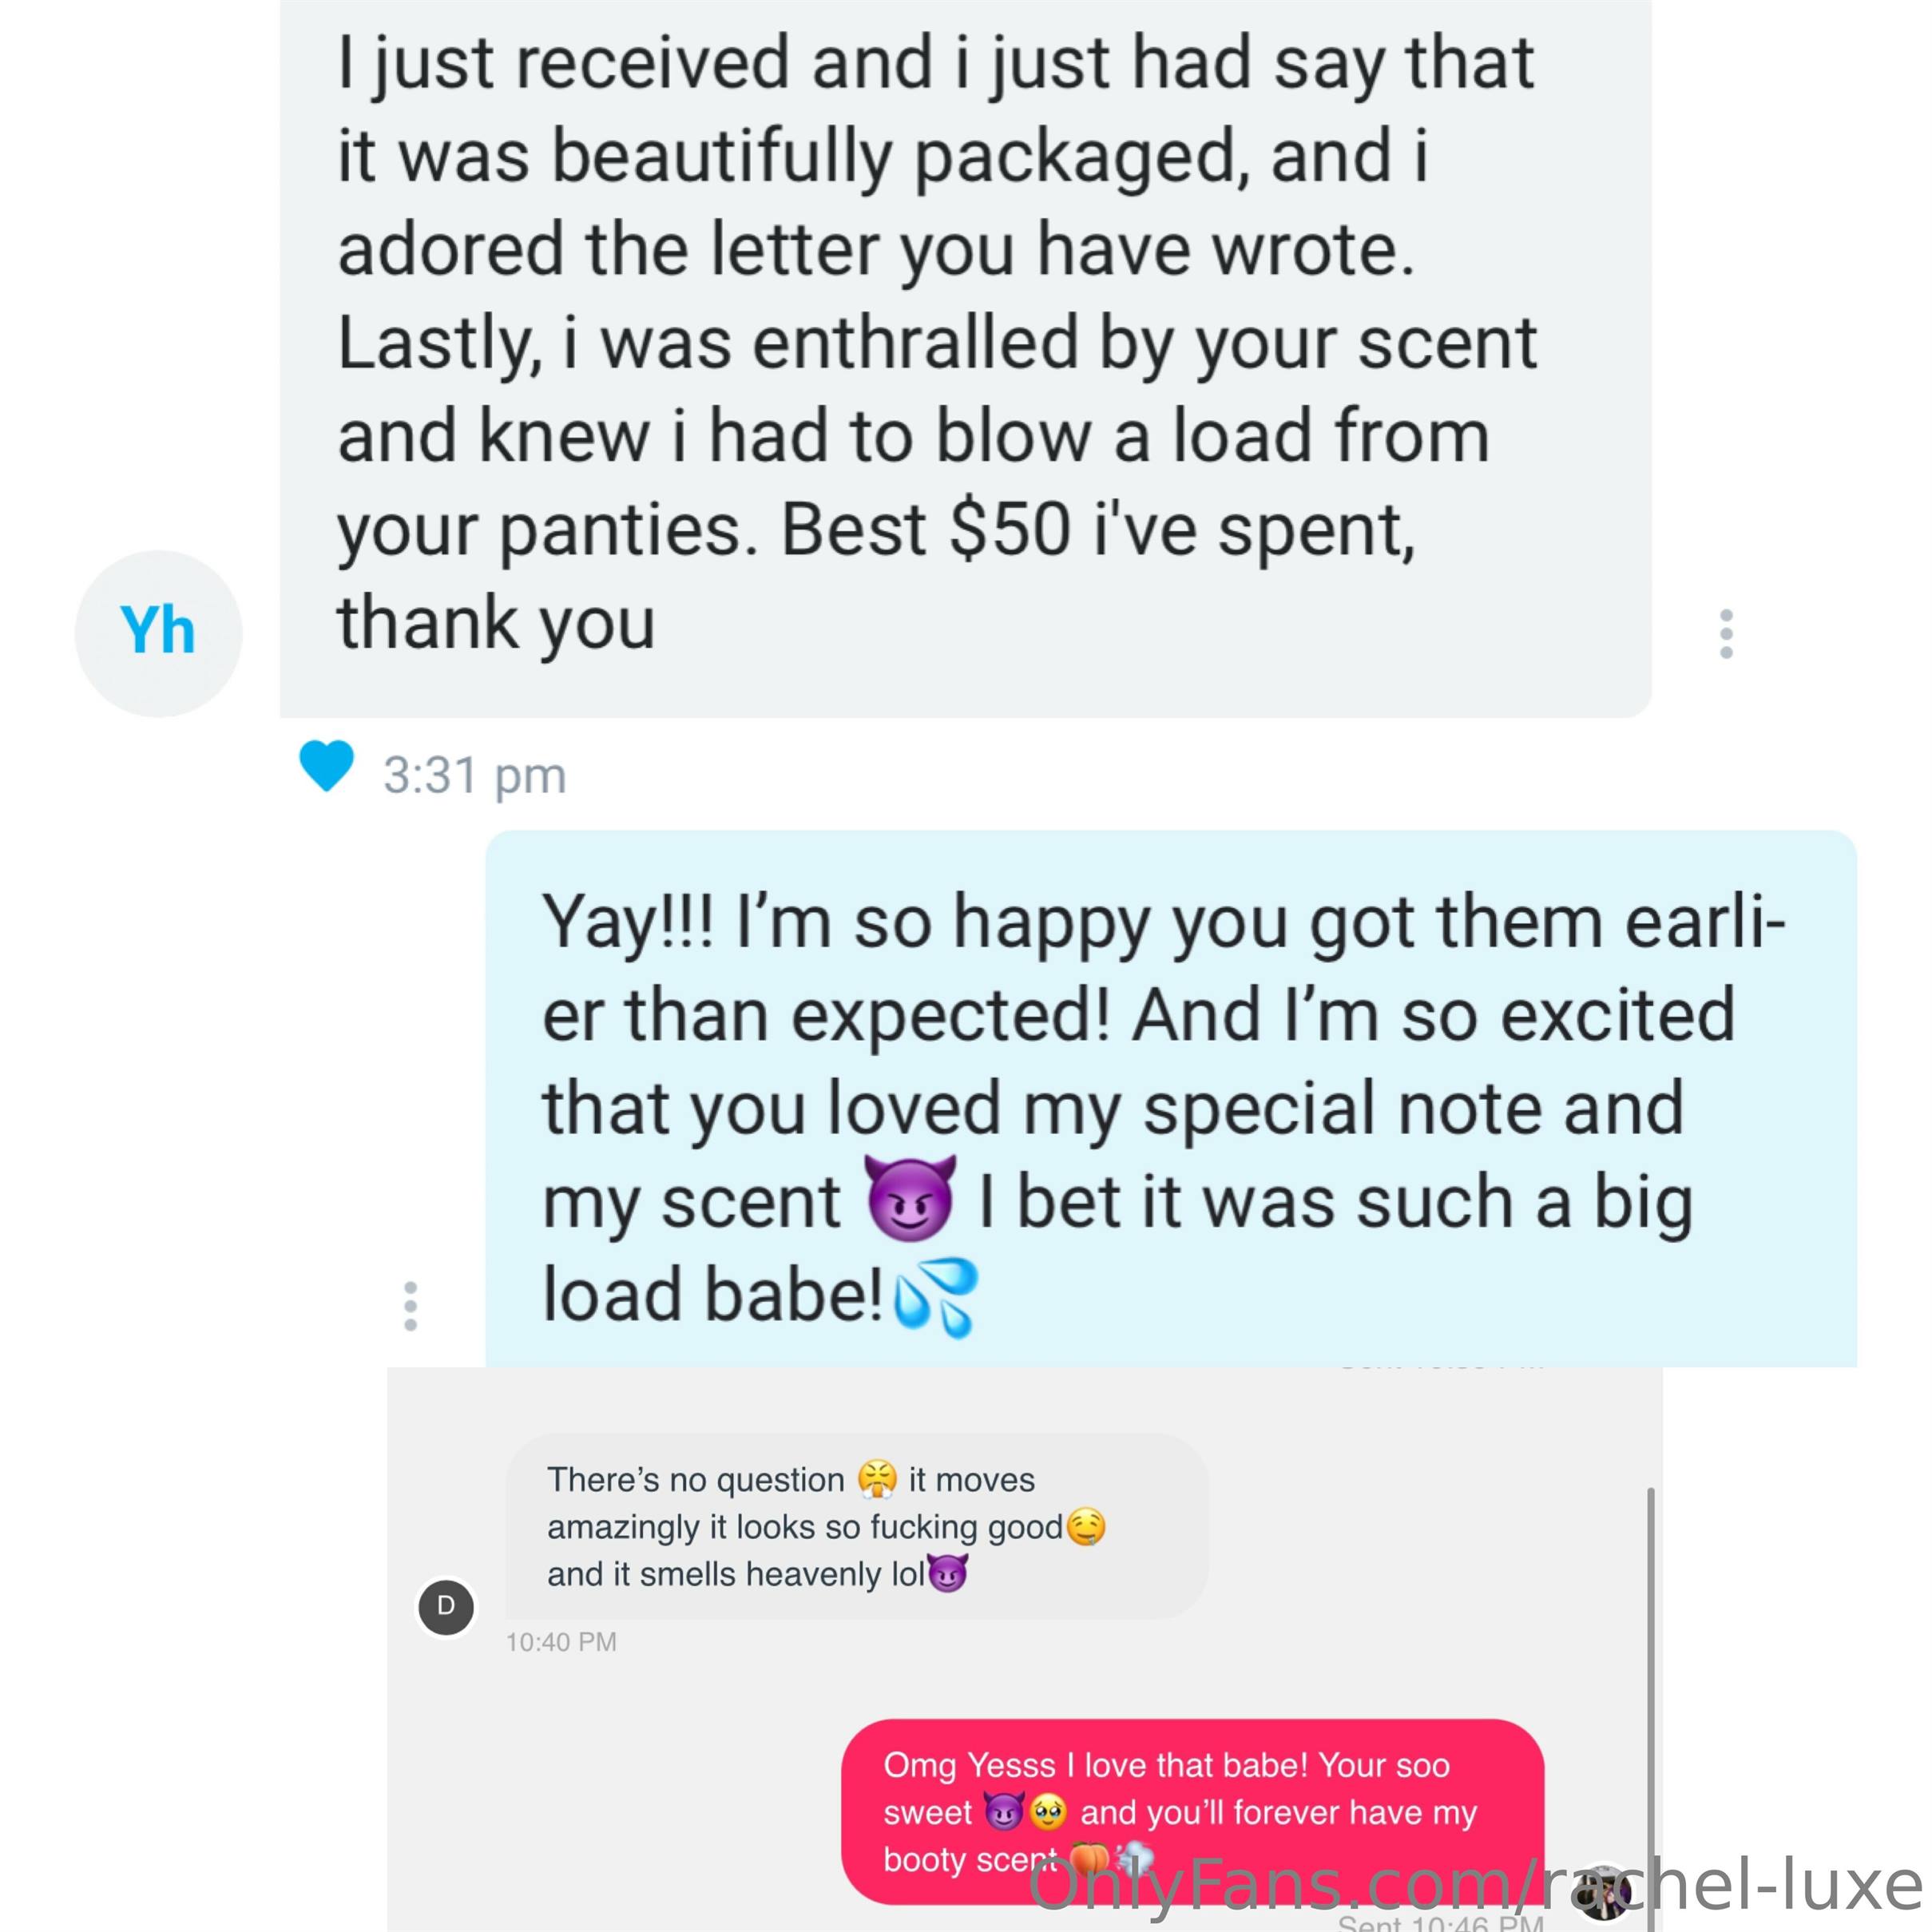 I just received and i just had say that
it was beautifully packaged, and i
adored the letter you have wrote.
Lastly, i was enthralled by your scent
and knew i had to blow a load from
your panties. Best $50 i've spent,
thank you
Yh
3:31 pm
Yay!!! I’m so happy you got them earli-
er than expected! And I’m so excited
that you loved my special note and
my scent 😈 I bet it was such a big
load babe!💦
There’s no question 😤 it moves
amazingly it looks so fucking good🤤
and it smells heavenly lol😈
D
10:40 PM
Omg Yesss I love that babe! Your soo
sweet 😈🥹 and you’ll forever have my
booty scent 🍑💨
OnlyFans.com/rachel-luxe
Sent 10:46 PM